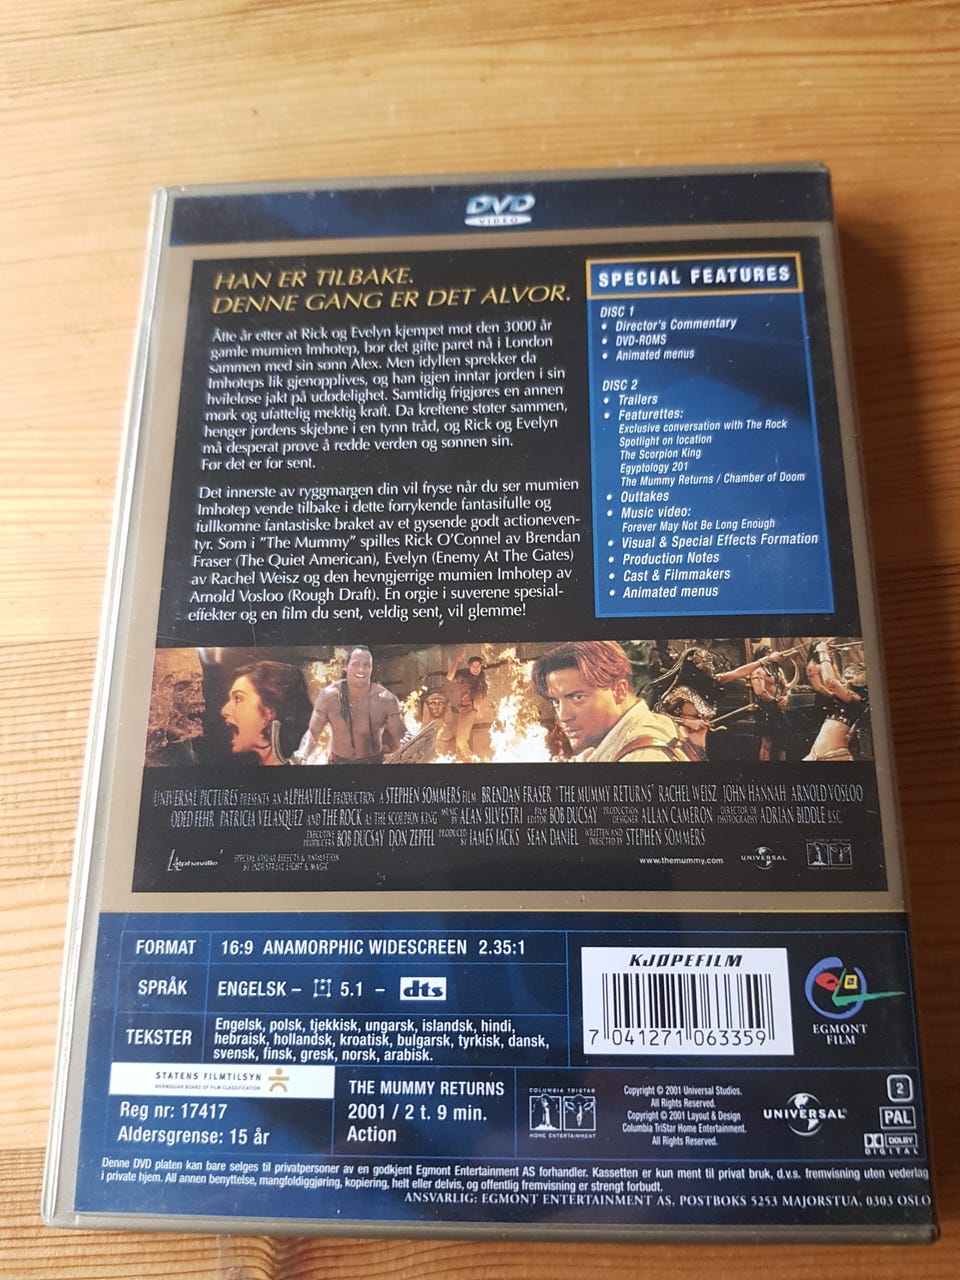 DVD
VIDEO
HAN ER TILBAKE.
DENNE GANG ER DET ALVOR.
Åtte år etter at Rick og Evelyn kjempet mot den 3000 år
gamle mumien Imhotep, bor det gifte paret nå i London
sammen med sin sønn Alex. Men idyllen sprekker da
Imhoteps lik gjenopplives, og han igjen inntar jorden i sin
hvileløse jakt på udødelighet. Samtidig frigjøres en annen
mørk og ufattelig mektig kraft. Da kreftene støter sammen,
henger jordens skjebne i en tynn tråd, og Rick og Evelyn
må desperat prøve å redde verden og sønnen sin.
Før det er for sent.
Det innerste av ryggmargen din vil fryse når du ser mumien
Imhotep vende tilbake i dette forrykende fantasifulle og
fullkomne fantastiske braket av et gysende godt actioneven-
tyr. Som i "The Mummy" spilles Rick O'Connel av Brendan
Fraser (The Quiet American), Evelyn (Enemy At The Gates)
av Rachel Weisz og den hevngjerrige mumien Imhotep av
Arnold Vosloo (Rough Draft). En orgie i suverene spesial-
effekter og en film du sent, veldig sent, vil glemme!
SPECIAL FEATURES
DISC 1
• Director's Commentary
• DVD-ROMS
• Animated menus
DISC 2
• Trailers
• Featurettes:
Exclusive conversation with The Rock
Spotlight on location
The Scorpion King
Egyptology 201
The Mummy Returns / Chamber of Doom
• Outtakes
• Music video:
Forever May Not Be Long Enough
• Visual & Special Effects Formation
• Production Notes
• Cast & Filmmakers
• Animated menus
UNIVERSAL PICTURES PRESENTS AN ALPHAVILLE PRODUCTION A STEPHEN SOMMERS FILM BRENDAN FRASER "THE MUMMY RETURNS" RACHEL WEISZ JOHN HANNAH ARNOLD VOSLOO
ODED FEHR PATRICIA VELASQUEZ AND THE ROCK AS THE SCORPION KING MUSIC BY ALAN SILVESTRI FILM EDITOR BOB DUCSAY PRODUCTION DESIGNER ALLAN CAMERON DIRECTOR OF PHOTOGRAPHY ADRIAN BIDDLE B.S.C.
EXECUTIVE PRODUCERS BOB DUCSAY DON ZEPFEL PRODUCED BY JAMES JACKS SEAN DANIEL WRITTEN AND DIRECTED BY STEPHEN SOMMERS
alphaville
SPECIAL VISUAL EFFECTS & ANIMATION
BY INDUSTRIAL LIGHT & MAGIC
www.themummy.com
UNIVERSAL
COLUMBIA TRISTAR
HOME ENTERTAINMENT
FORMAT 16:9 ANAMORPHIC WIDESCREEN 2.35:1
SPRÅK ENGELSK – 5.1 – dts
TEKSTER
Engelsk, polsk, tjekkisk, ungarsk, islandsk, hindi,
hebraisk, hollandsk, kroatisk, bulgarsk, tyrkisk, dansk,
svensk, finsk, gresk, norsk, arabisk.
KJØPEFILM
7 041271 063359
EGMONT
FILM
STATENS FILMTILSYN
NORWEGIAN BOARD OF FILM CLASSIFICATION
Reg nr: 17417
Aldersgrense: 15 år
THE MUMMY RETURNS
2001 / 2 t. 9 min.
Action
COLUMBIA TRISTAR
HOME ENTERTAINMENT
Copyright © 2001 Universal Studios.
All Rights Reserved.
Copyright © 2001 Layout & Design
Columbia TriStar Home Entertainment.
All Rights Reserved.
UNIVERSAL
2
PAL
DOLBY
DIGITAL
Denne DVD platen kan bare selges til privatpersoner av en godkjent Egmont Entertainment AS forhandler. Kassetten er kun ment til privat bruk, d.v.s. fremvisning uten vederlag
i private hjem. All annen benyttelse, mangfoldiggjøring, kopiering, helt eller delvis, og offentlig fremvisning er strengt forbudt.
ANSVARLIG: EGMONT ENTERTAINMENT AS, POSTBOKS 5253 MAJORSTUA, 0303 OSLO